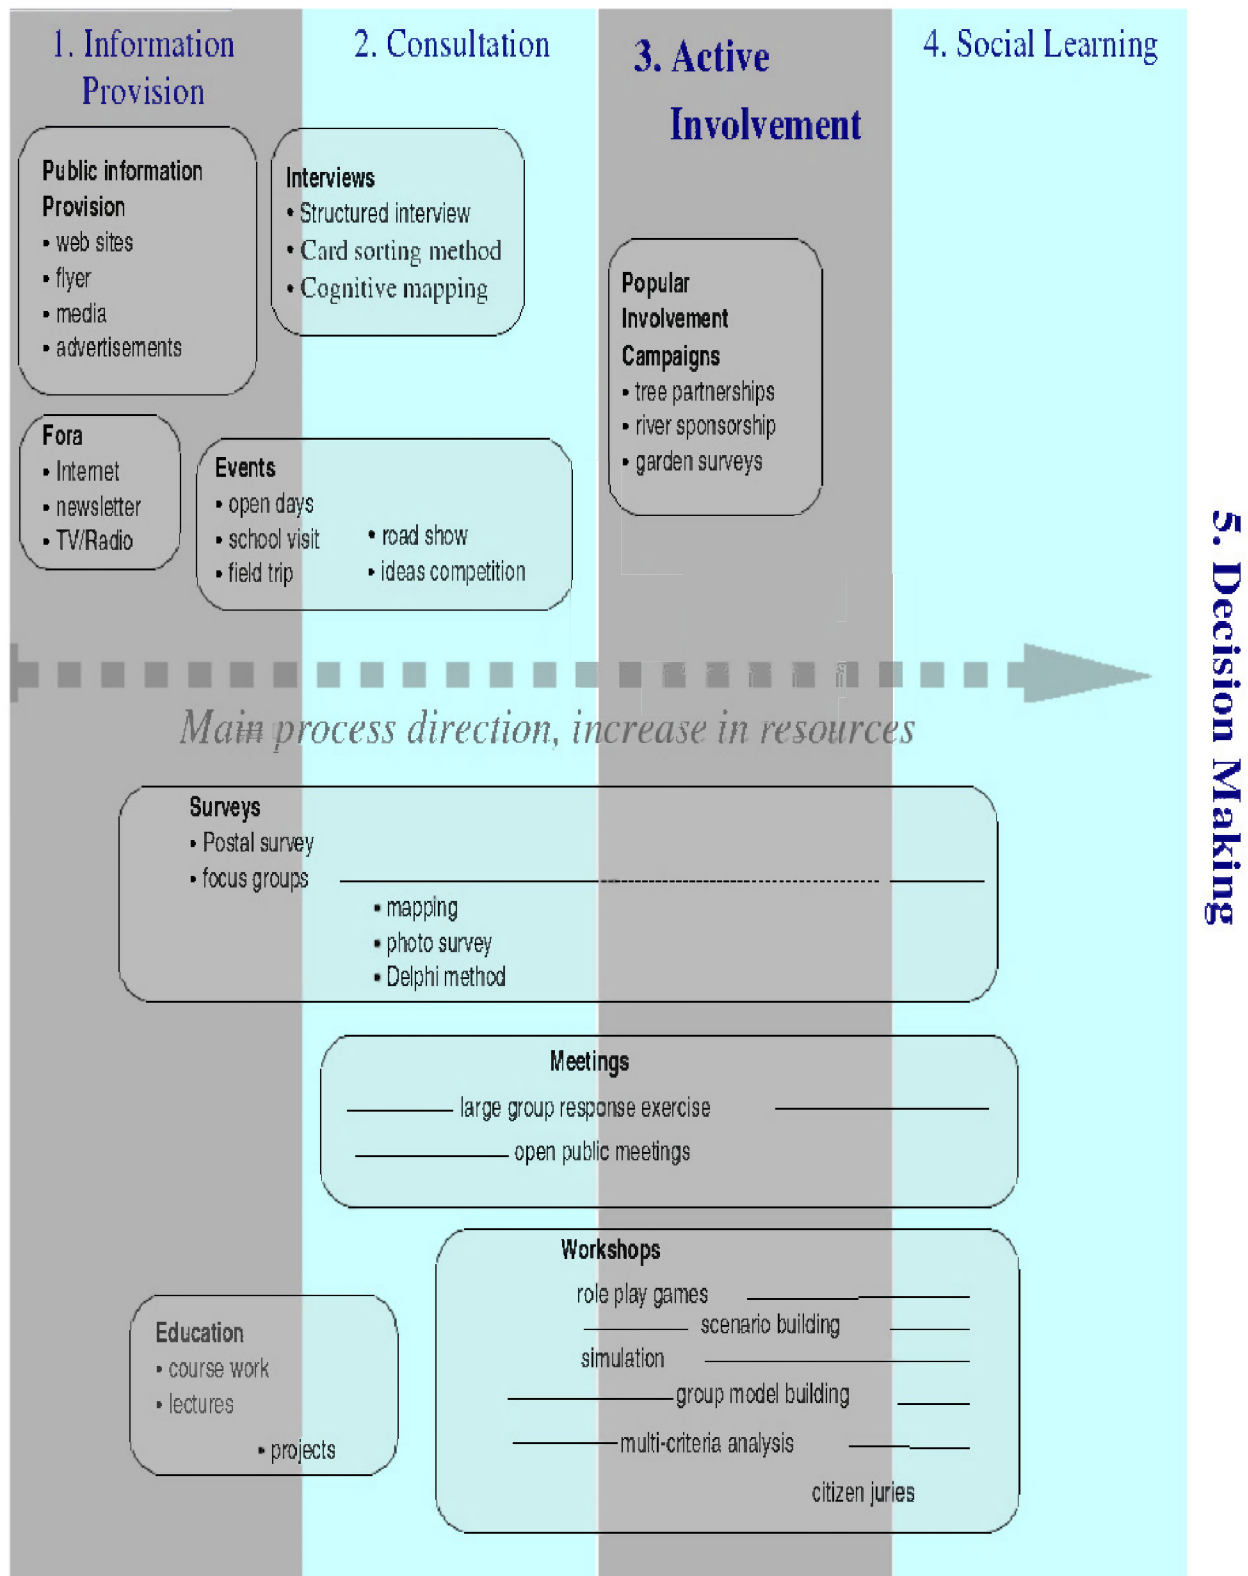 1. Information
Provision
2. Consultation
3. Active
Involvement
4. Social Learning
Public information
Provision
• web sites
• flyer
• media
• advertisements
Interviews
• Structured interview
• Card sorting method
• Cognitive mapping
Popular
Involvement
Campaigns
• tree partnerships
• river sponsorship
• garden surveys
Fora
• Internet
• newsletter
• TV/Radio
Events
• open days
• school visit
• field trip
• road show
• ideas competition
Main process direction, increase in resources
5. Decision Making
Surveys
• Postal survey
• focus groups
• mapping
• photo survey
• Delphi method
Meetings
large group response exercise
open public meetings
Workshops
role play games
scenario building
simulation
group model building
multi-criteria analysis
citizen juries
Education
• course work
• lectures
• projects